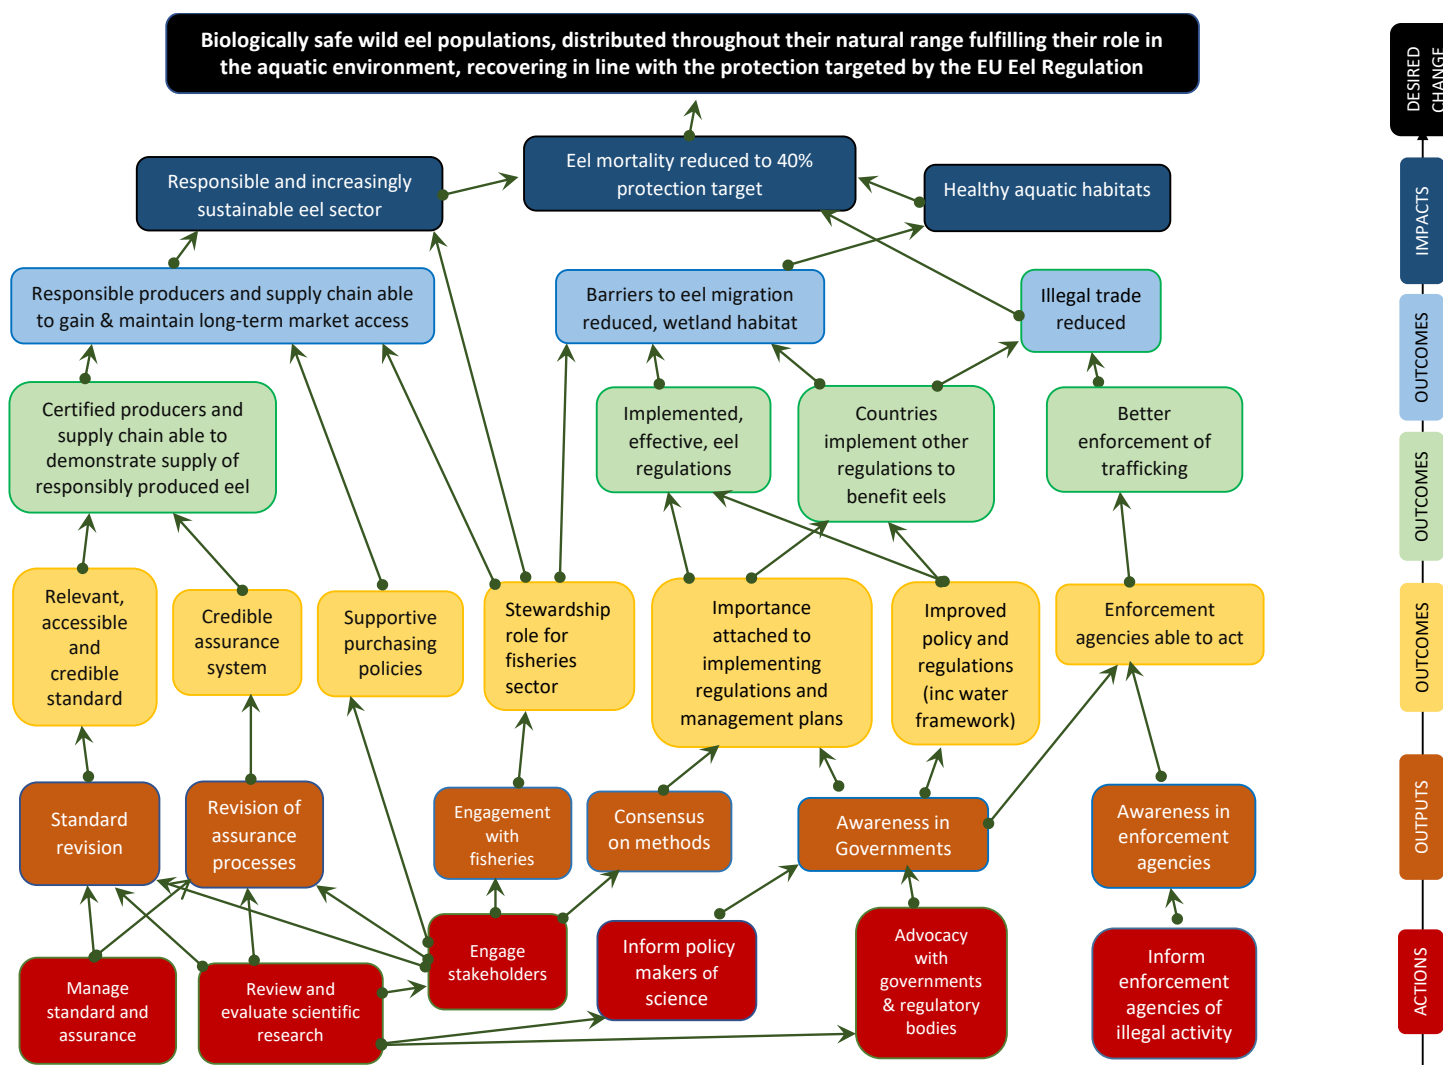 Biologically safe wild eel populations, distributed throughout their natural range fulfilling their role in
the aquatic environment, recovering in line with the protection targeted by the EU Eel Regulation
DESIRED
CHANGE
Responsible and increasingly
sustainable eel sector
Eel mortality reduced to 40%
protection target
Healthy aquatic habitats
IMPACTS
Responsible producers and supply chain able
to gain & maintain long-term market access
Barriers to eel migration
reduced, wetland habitat
Illegal trade
reduced
OUTCOMES
Certified producers and
supply chain able to
demonstrate supply of
responsibly produced eel
Implemented,
effective, eel
regulations
Countries
implement other
regulations to
benefit eels
Better
enforcement of
trafficking
OUTCOMES
Relevant,
accessible
and
credible
standard
Credible
assurance
system
Supportive
purchasing
policies
Stewardship
role for
fisheries
sector
Importance
attached to
implementing
regulations and
management plans
Improved
policy and
regulations
(inc water
framework)
Enforcement
agencies able to act
OUTCOMES
Standard
revision
Revision of
assurance
processes
Engagement
with
fisheries
Consensus
on methods
Awareness in
Governments
Awareness in
enforcement
agencies
OUTPUTS
Manage
standard and
assurance
Review and
evaluate scientific
research
Engage
stakeholders
Inform policy
makers of
science
Advocacy
with
governments
& regulatory
bodies
Inform
enforcement
agencies of
illegal activity
ACTIONS